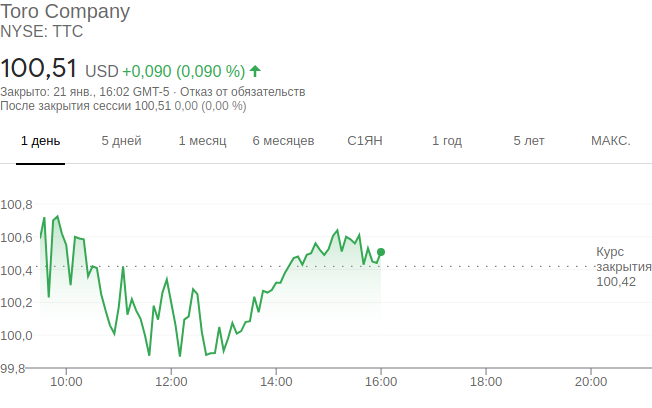 Toro Company
NYSE: TTC
100,51 USD +0,090 (0,090 %)
Закрыто: 21 янв., 16:02 GMT-5 · Отказ от обязательств
После закрытия сессии 100,51 0,00 (0,00 %)
1 день 5 дней 1 месяц 6 месяцев С1ЯН 1 год 5 лет МАКС.
100,8
100,6
100,4
100,2
100,0
99,8
Курс
закрытия
100,42
10:00 12:00 14:00 16:00 18:00 20:00